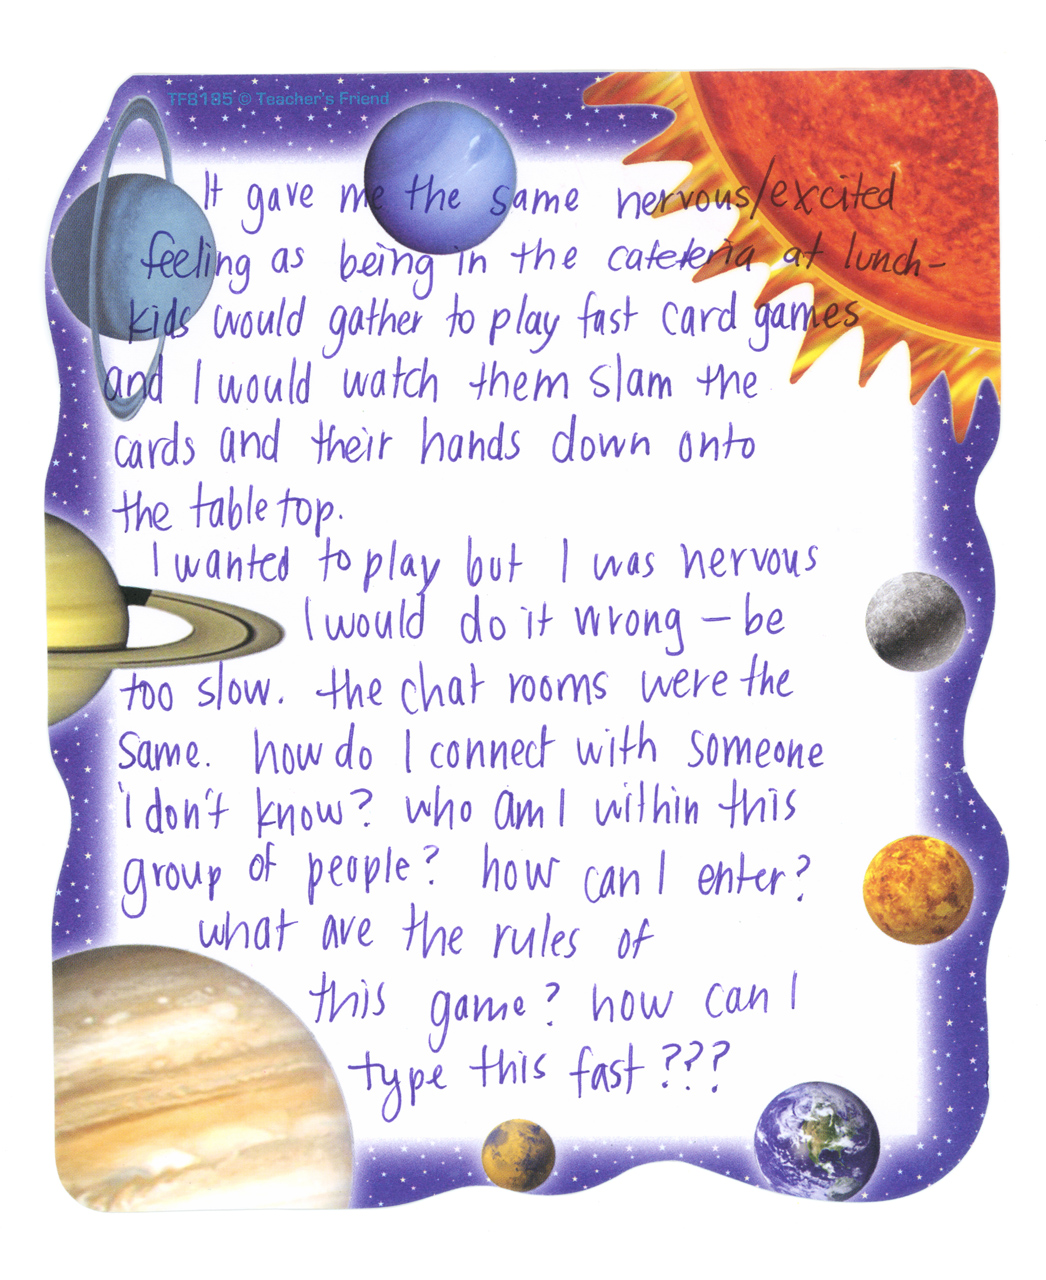 TF8185 © Teacher's Friend
It gave me the same nervous/excited
feeling as being in the cafeteria at lunch-
kids would gather to play fast card games
and I would watch them slam the
cards and their hands down onto
the table top.
I wanted to play but I was nervous
I would do it wrong – be
too slow. the chat rooms were the
same. how do I connect with someone
I don't know? who am I within this
group of people? how can I enter?
what are the rules of
this game? how can I
type this fast ???